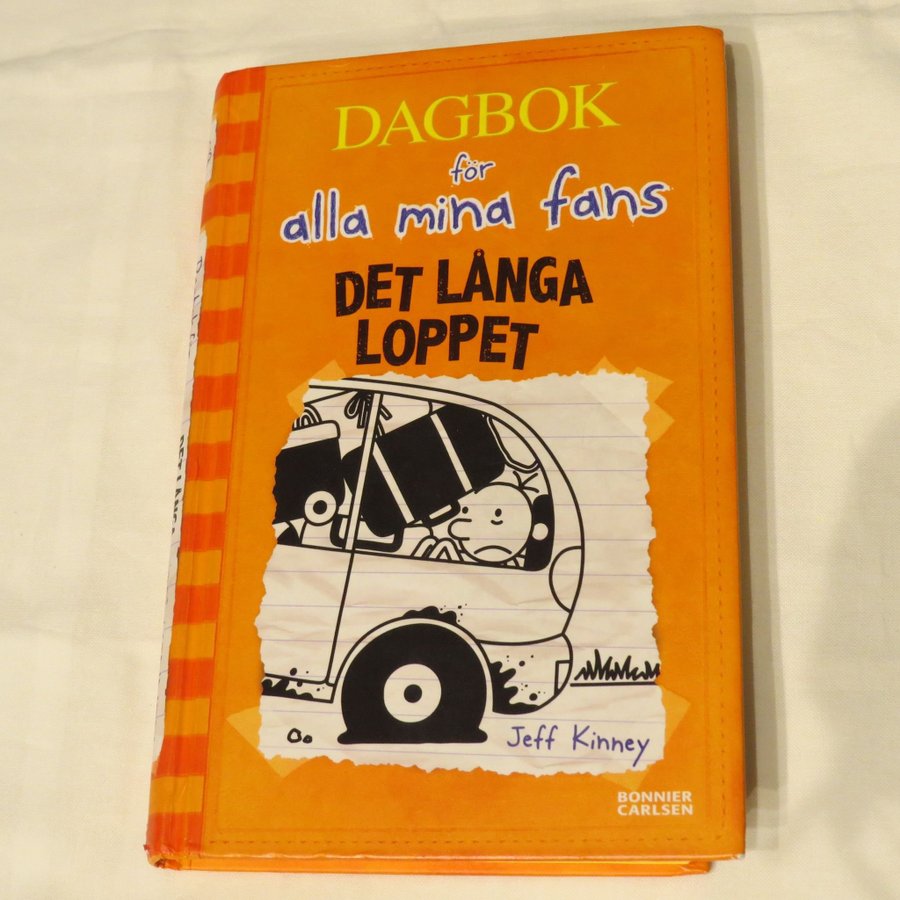 DAGBOK
för
alla mina fans
DET LÅNGA
LOPPET
Jeff Kinney
BONNIER
CARLSEN